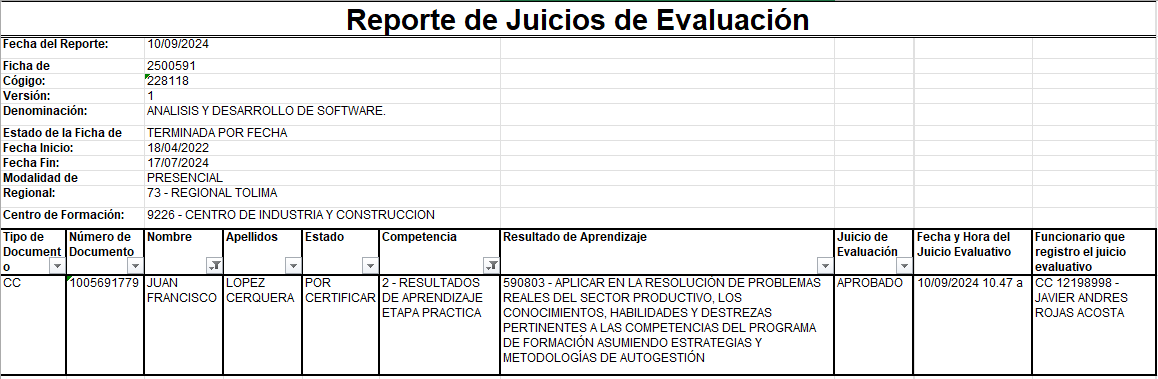 Reporte de Juicios de Evaluación
Fecha del Reporte: 10/09/2024
Ficha de 2500591
Cógigo: 228118
Versión: 1
Denominación: ANALISIS Y DESARROLLO DE SOFTWARE.
Estado de la Ficha de TERMINADA POR FECHA
Fecha Inicio: 18/04/2022
Fecha Fin: 17/07/2024
Modalidad de PRESENCIAL
Regional: 73 - REGIONAL TOLIMA
Centro de Formación: 9226 - CENTRO DE INDUSTRIA Y CONSTRUCCION
Tipo de
Document
o
Número de
Documento
Nombre
Apellidos
Estado
Competencia
Resultado de Aprendizaje
Juicio de
Evaluación
Fecha y Hora del
Juicio Evaluativo
Funcionario que
registro el juicio
evaluativo
CC
1005691779
JUAN
FRANCISCO
LOPEZ
CERQUERA
POR
CERTIFICAR
2 - RESULTADOS
DE APRENDIZAJE
ETAPA PRACTICA
590803 - APLICAR EN LA RESOLUCIÓN DE PROBLEMAS
REALES DEL SECTOR PRODUCTIVO, LOS
CONOCIMIENTOS, HABILIDADES Y DESTREZAS
PERTINENTES A LAS COMPETENCIAS DEL PROGRAMA
DE FORMACIÓN ASUMIENDO ESTRATEGIAS Y
METODOLOGÍAS DE AUTOGESTIÓN
APROBADO
10/09/2024 10.47 a
CC 12198998 -
JAVIER ANDRES
ROJAS ACOSTA